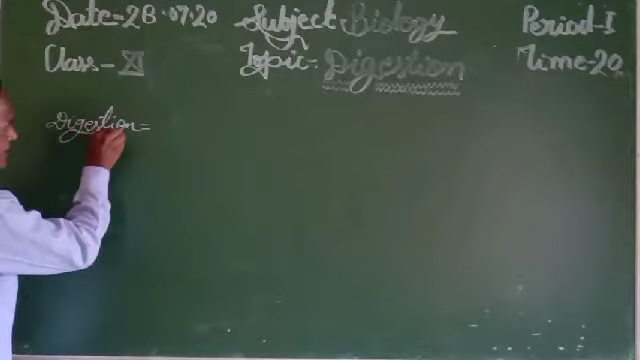 Date=28.07.20 Subject:Biology Period-I
Class.-XI Topic:-Digestion Time-20
Digestion=